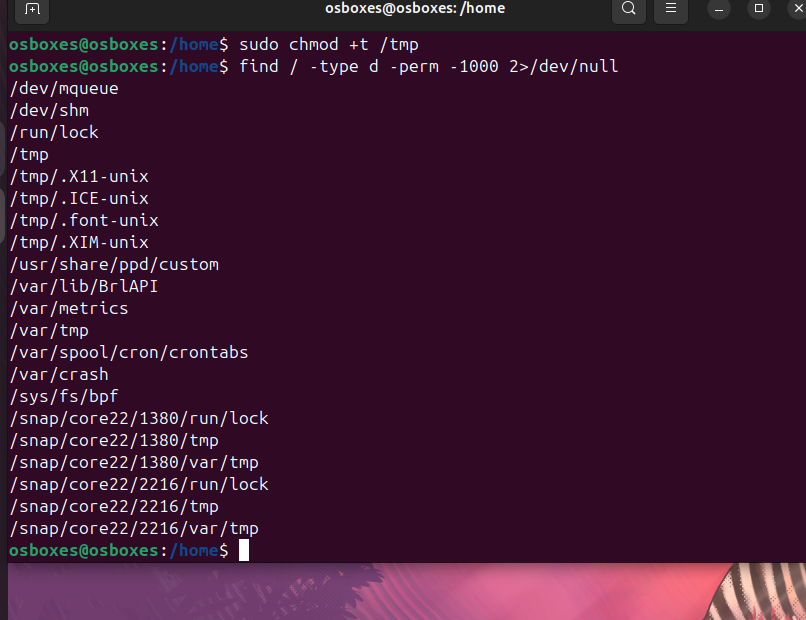 osboxes@osboxes: /home
osboxes@osboxes:/home$ sudo chmod +t /tmp
osboxes@osboxes:/home$ find / -type d -perm -1000 2>/dev/null
/dev/mqueue
/dev/shm
/run/lock
/tmp
/tmp/.X11-unix
/tmp/.ICE-unix
/tmp/.font-unix
/tmp/.XIM-unix
/usr/share/ppd/custom
/var/lib/BrlAPI
/var/metrics
/var/tmp
/var/spool/cron/crontabs
/var/crash
/sys/fs/bpf
/snap/core22/1380/run/lock
/snap/core22/1380/tmp
/snap/core22/1380/var/tmp
/snap/core22/2216/run/lock
/snap/core22/2216/tmp
/snap/core22/2216/var/tmp
osboxes@osboxes:/home$